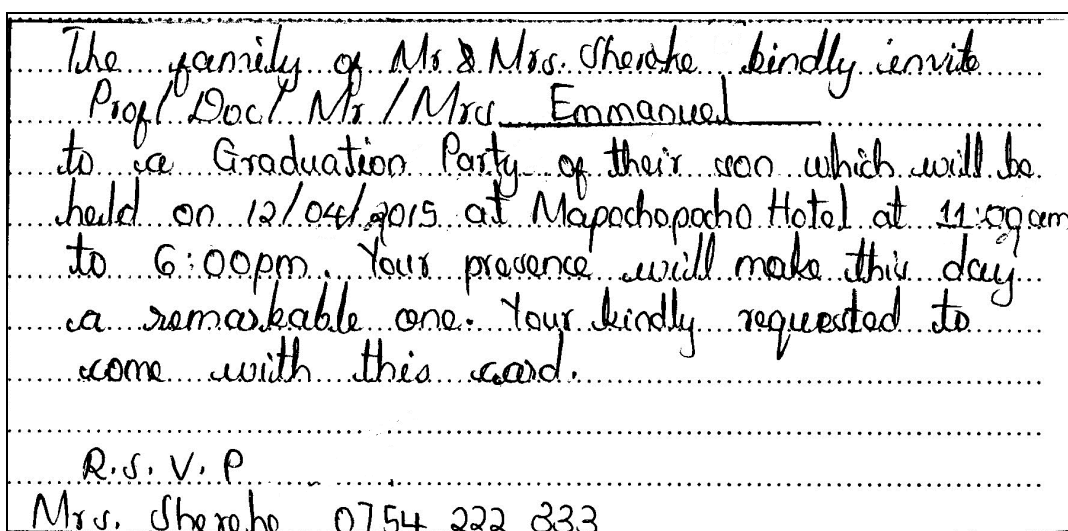 The family of Mr & Mrs. Sherehe kindly invite
Prof/ Doc/ Mr / Mrs Emmanuel
to a Graduation Party of their son which will be
held on 12/04/2015 at Mapochopocho Hotel at 11:00am
to 6:00pm. Your presence will make this day
a remarkable one. Your kindly requested to
come with this card.
R.S.V.P
Mrs. Sherehe 0754 222 333